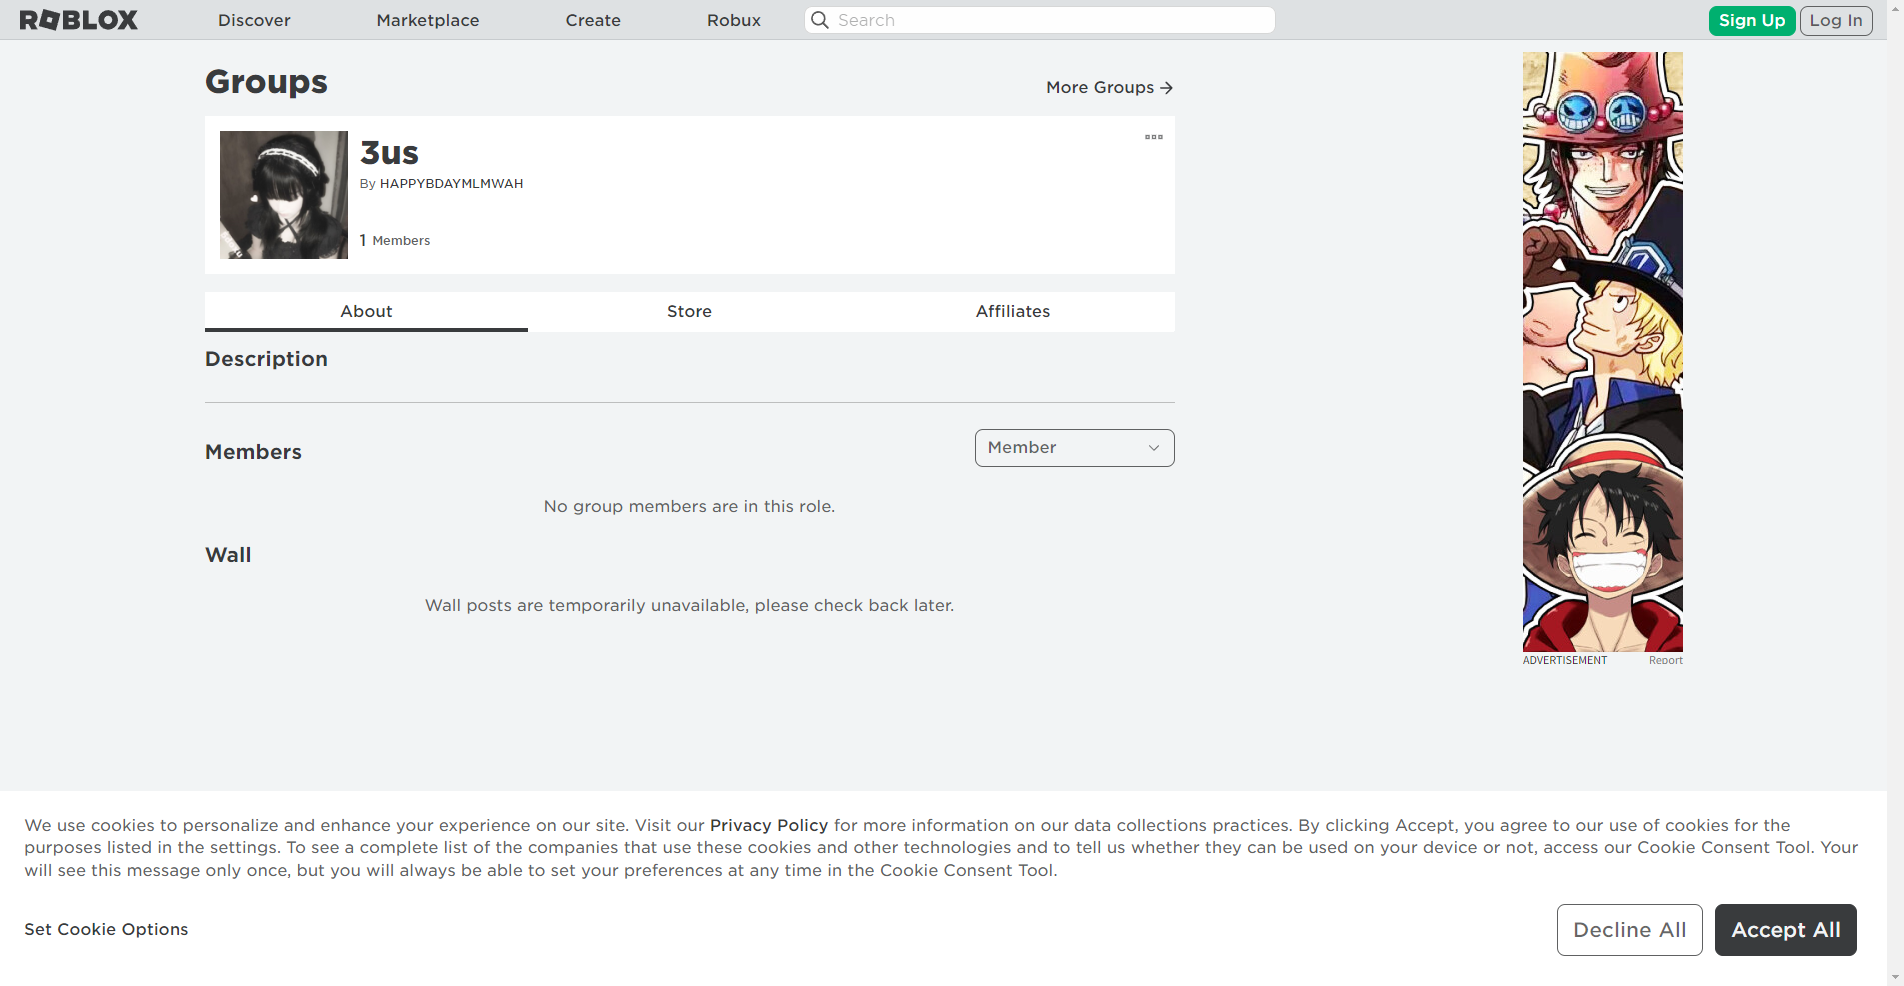 ROBLOX Discover Marketplace Create Robux Search Sign Up Log In
Groups
More Groups
3us
By HAPPYBDAYMLMWAH
1 Members
About Store Affiliates
Description
Members
Member
No group members are in this role.
Wall
Wall posts are temporarily unavailable, please check back later.
ADVERTISEMENT Report
We use cookies to personalize and enhance your experience on our site. Visit our Privacy Policy for more information on our data collections practices. By clicking Accept, you agree to our use of cookies for the
purposes listed in the settings. To see a complete list of the companies that use these cookies and other technologies and to tell us whether they can be used on your device or not, access our Cookie Consent Tool. Your
will see this message only once, but you will always be able to set your preferences at any time in the Cookie Consent Tool.
Set Cookie Options
Decline All
Accept All